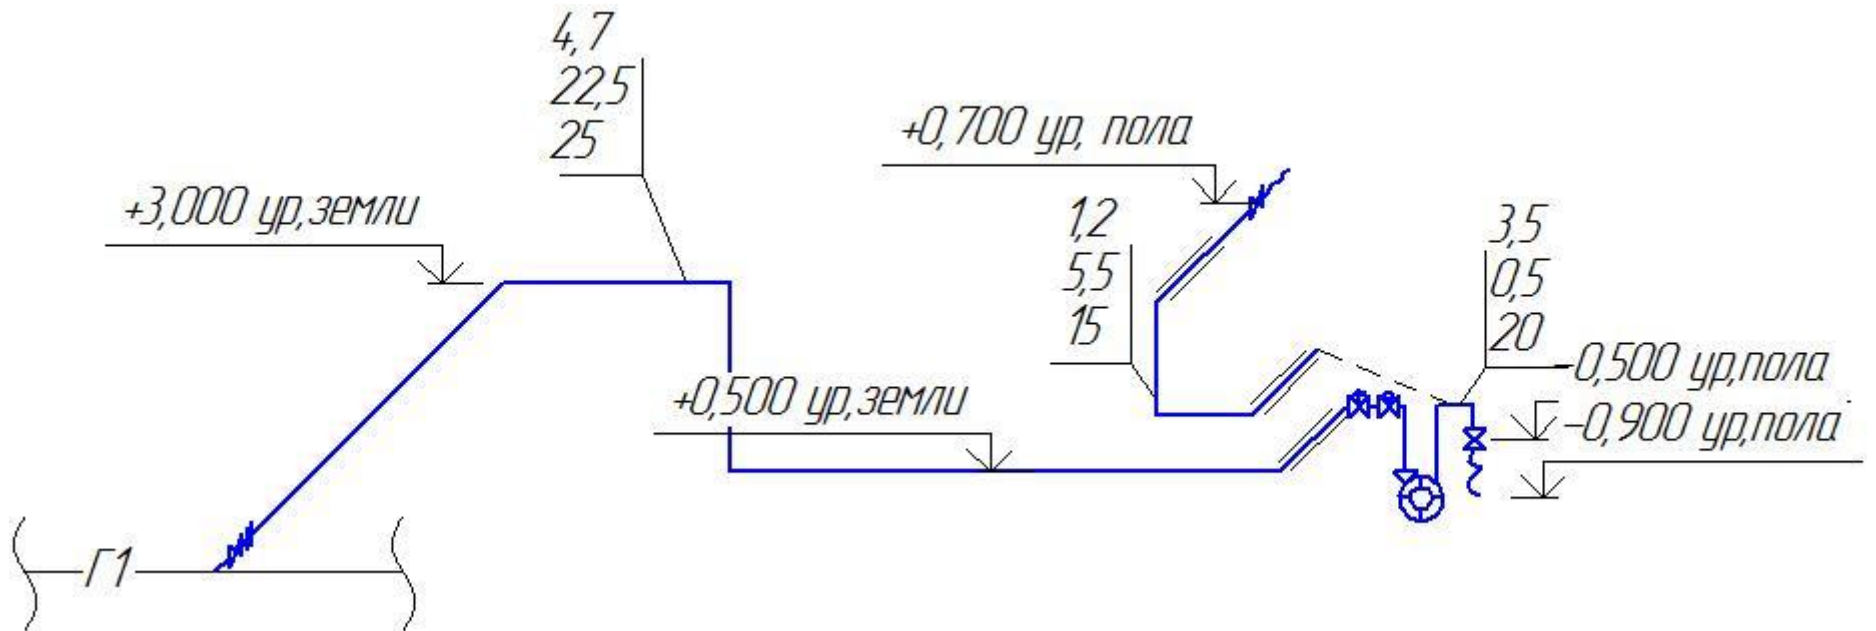 4,7
22,5
25
+0,700 ур, пола
+3,000 ур,земли
1,2
5,5
15
3,5
0,5
20
-0,500 ур,пола
+0,500 ур,земли
-0,900 ур,пола
Г1